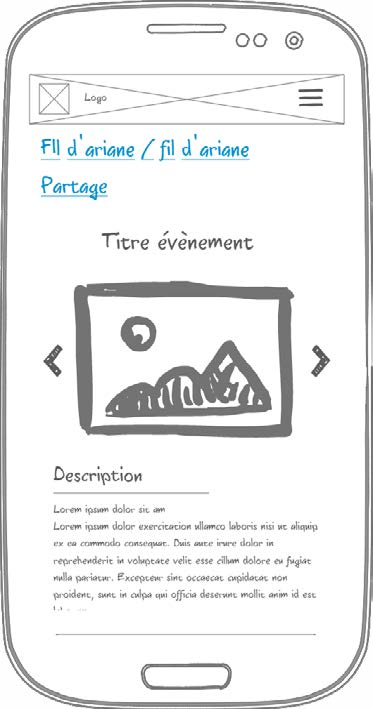 Logo
FIl d'ariane / fil d'ariane
Partage
Titre évènement
Description
Lorem ipsum dolor sit am
Lorem ipsum dolor exercitation ullamco laboris nisi ut aliquip
ex ea commodo consequat. Duis aute irure dolor in
reprehenderit in voluptate velit esse cillum dolore eu fugiat
nulla pariatur. Excepteur sint occaecat cupidatat non
proident, sunt in culpa qui officia deserunt mollit anim id est